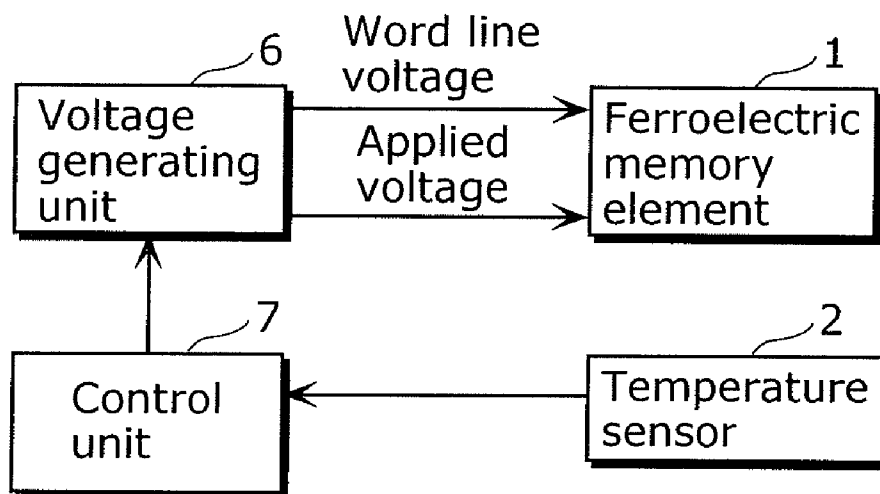 6
Word line
voltage
1
Voltage
generating
unit
Applied
voltage
Ferroelectric
memory
element
7
2
Control
unit
Temperature
sensor